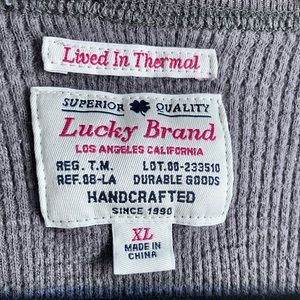 Lived In Thermal
SUPERIOR QUALITY
Lucky Brand
LOS ANGELES CALIFORNIA
REG. T.M. LOT.08-233510
REF.08-LA DURABLE GOODS
HANDCRAFTED
SINCE 1990
XL
MADE IN
CHINA